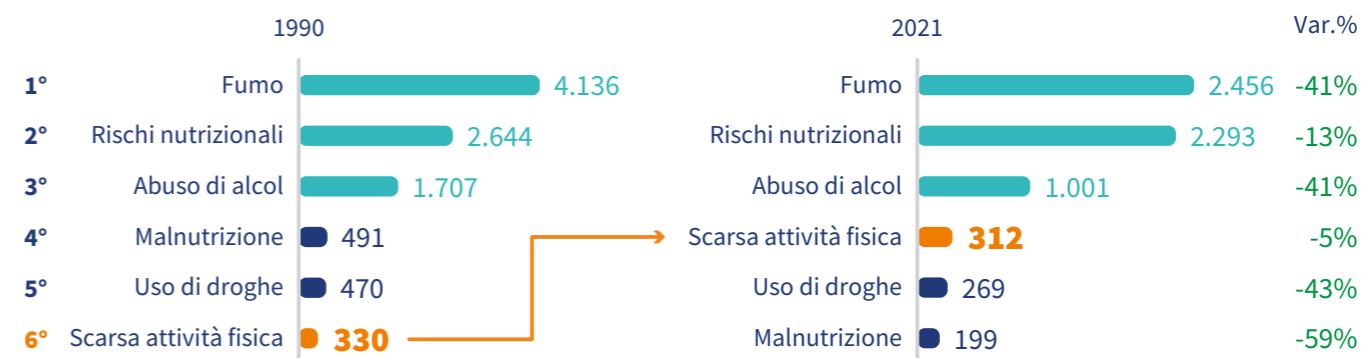 1990 2021 Var.%
1° Fumo 4.136 Fumo 2.456 -41%
2° Rischi nutrizionali 2.644 Rischi nutrizionali 2.293 -13%
3° Abuso di alcol 1.707 Abuso di alcol 1.001 -41%
4° Malnutrizione 491 Scarsa attività fisica 312 -5%
5° Uso di droghe 470 Uso di droghe 269 -43%
6° Scarsa attività fisica 330 Malnutrizione 199 -59%